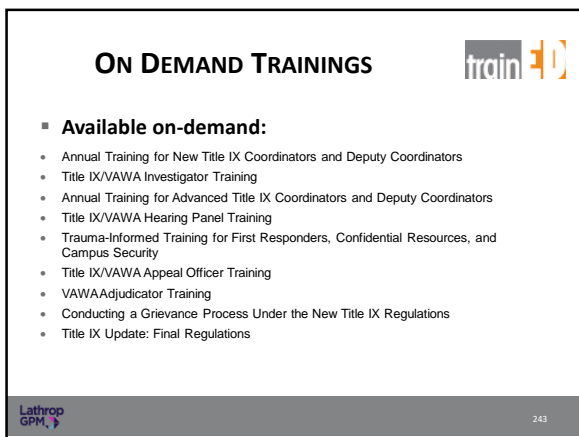 ON DEMAND TRAININGS
trainED
▪ Available on-demand:
• Annual Training for New Title IX Coordinators and Deputy Coordinators
• Title IX/VAWA Investigator Training
• Annual Training for Advanced Title IX Coordinators and Deputy Coordinators
• Title IX/VAWA Hearing Panel Training
• Trauma-Informed Training for First Responders, Confidential Resources, and
Campus Security
• Title IX/VAWA Appeal Officer Training
• VAWA Adjudicator Training
• Conducting a Grievance Process Under the New Title IX Regulations
• Title IX Update: Final Regulations
Lathrop
GPM
243